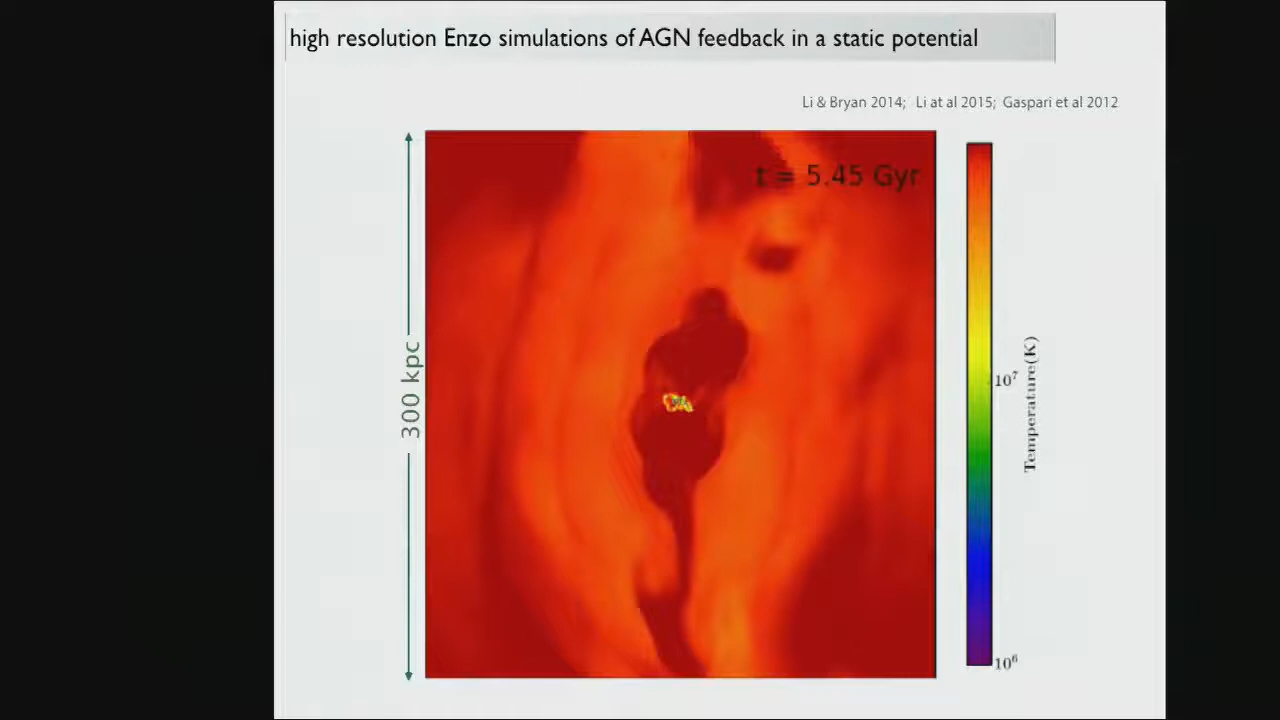 high resolution Enzo simulations of AGN feedback in a static potential
Li & Bryan 2014; Li at al 2015; Gaspari et al 2012
t = 5.45 Gyr
300 kpc
10⁷
Temperature(K)
10⁶